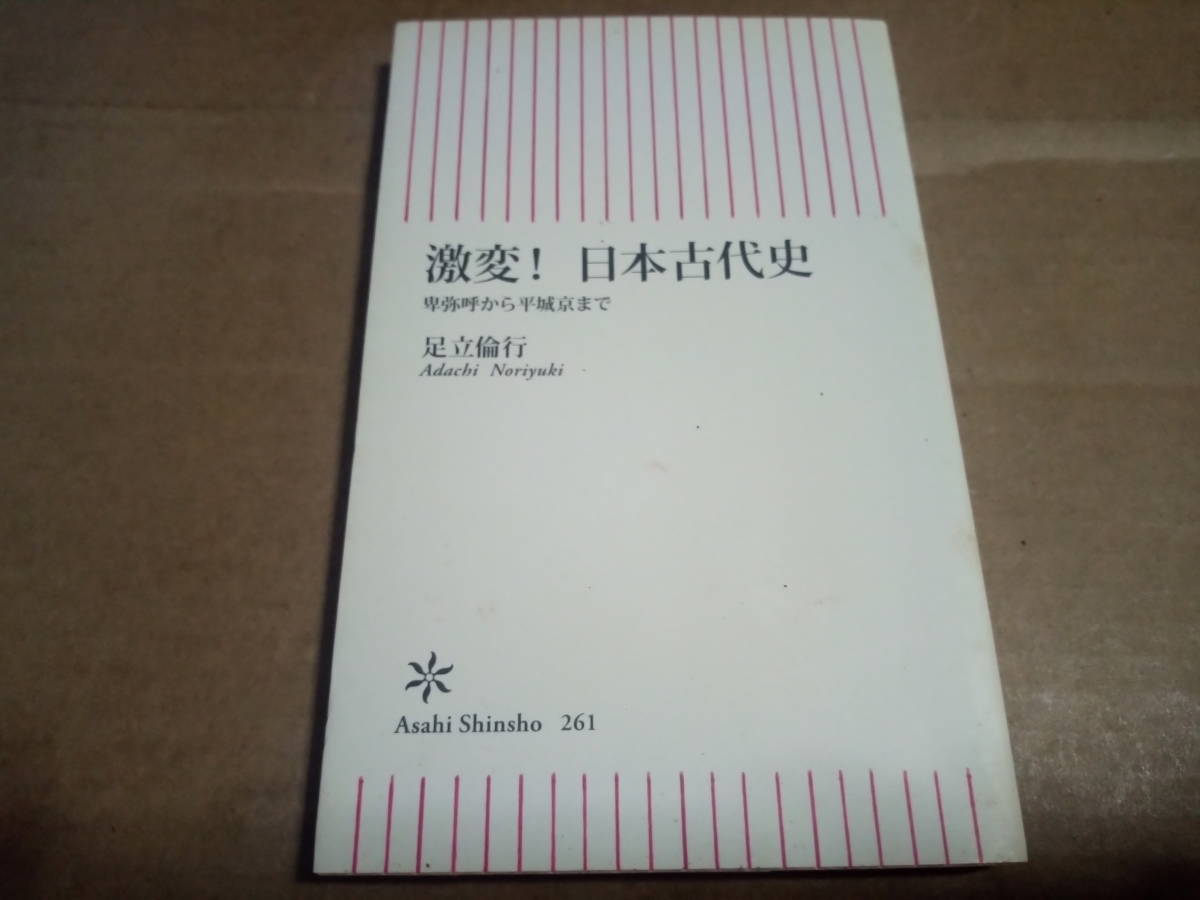 激変！ 日本古代史
卑弥呼から平城京まで
足立倫行
Adachi Noriyuki
Asahi Shinsho 261